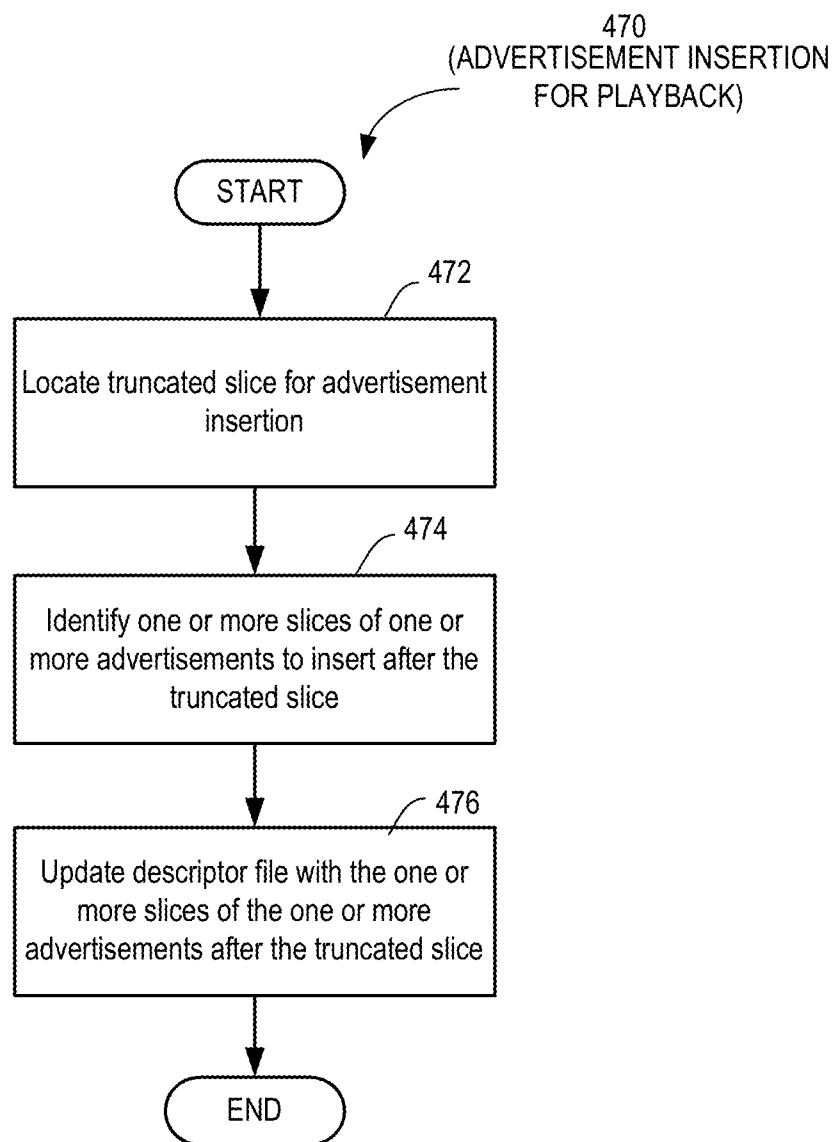 470
(ADVERTISEMENT INSERTION
FOR PLAYBACK)
START
472
Locate truncated slice for advertisement
insertion
474
Identify one or more slices of one or
more advertisements to insert after the
truncated slice
476
Update descriptor file with the one or
more slices of the one or more
advertisements after the truncated slice
END